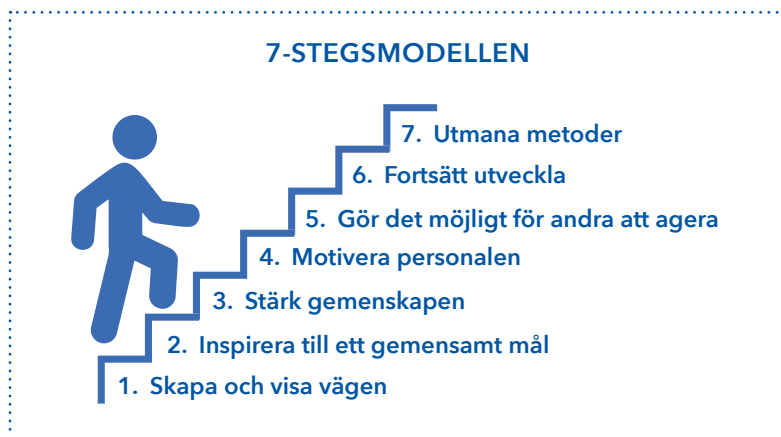 7-STEGSMODELLEN
7. Utmana metoder
6. Fortsätt utveckla
5. Gör det möjligt för andra att agera
4. Motivera personalen
3. Stärk gemenskapen
2. Inspirera till ett gemensamt mål
1. Skapa och visa vägen